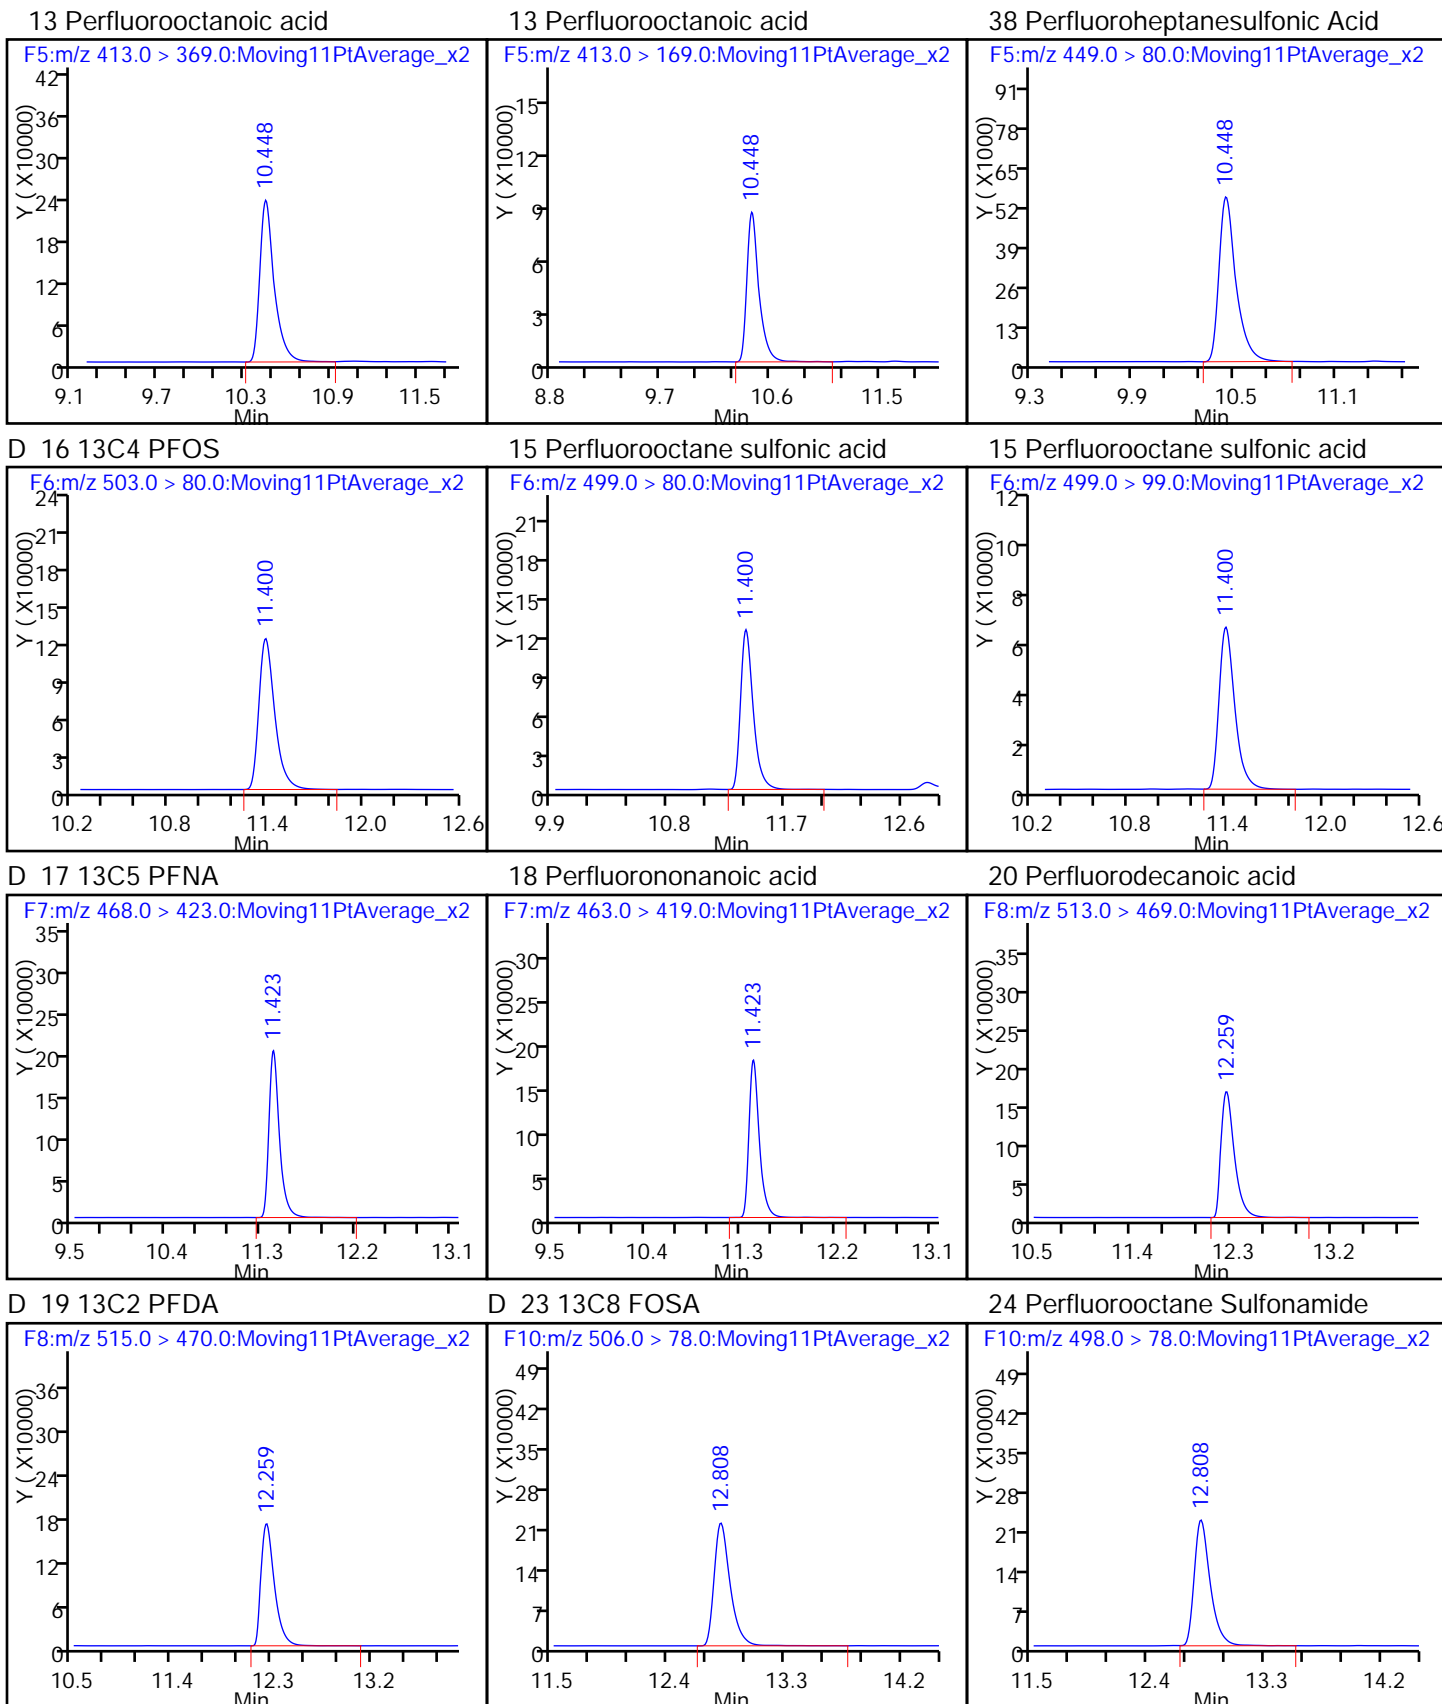 13 Perfluorooctanoic acid
F5:m/z 413.0 > 369.0:Moving11PtAverage_x2
Y ( X10000)
42
36
30
24
18
12
6
0
10.448
9.1 9.7 10.3 10.9 11.5
Min
13 Perfluorooctanoic acid
F5:m/z 413.0 > 169.0:Moving11PtAverage_x2
Y ( X10000)
15
12
9
6
3
0
10.448
8.8 9.7 10.6 11.5
Min
38 Perfluoroheptanesulfonic Acid
F5:m/z 449.0 > 80.0:Moving11PtAverage_x2
Y ( X1000)
91
78
65
52
39
26
13
0
10.448
9.3 9.9 10.5 11.1
Min
D 16 13C4 PFOS
F6:m/z 503.0 > 80.0:Moving11PtAverage_x2
Y ( X10000)
24
21
18
15
12
9
6
3
0
11.400
10.2 10.8 11.4 12.0 12.6
Min
15 Perfluorooctane sulfonic acid
F6:m/z 499.0 > 80.0:Moving11PtAverage_x2
Y ( X10000)
21
18
15
12
9
6
3
0
11.400
9.9 10.8 11.7 12.6
Min
15 Perfluorooctane sulfonic acid
F6:m/z 499.0 > 99.0:Moving11PtAverage_x2
Y ( X10000)
12
10
8
6
4
2
0
11.400
10.2 10.8 11.4 12.0 12.6
Min
D 17 13C5 PFNA
F7:m/z 468.0 > 423.0:Moving11PtAverage_x2
Y ( X10000)
35
30
25
20
15
10
5
0
11.423
9.5 10.4 11.3 12.2 13.1
Min
18 Perfluorononanoic acid
F7:m/z 463.0 > 419.0:Moving11PtAverage_x2
Y ( X10000)
30
25
20
15
10
5
0
11.423
9.5 10.4 11.3 12.2 13.1
Min
20 Perfluorodecanoic acid
F8:m/z 513.0 > 469.0:Moving11PtAverage_x2
Y ( X10000)
35
30
25
20
15
10
5
0
12.259
10.5 11.4 12.3 13.2
Min
D 19 13C2 PFDA
F8:m/z 515.0 > 470.0:Moving11PtAverage_x2
Y ( X10000)
36
30
24
18
12
6
0
12.259
10.5 11.4 12.3 13.2
Min
D 23 13C8 FOSA
F10:m/z 506.0 > 78.0:Moving11PtAverage_x2
Y ( X10000)
49
42
35
28
21
14
7
0
12.808
11.5 12.4 13.3 14.2
Min
24 Perfluorooctane Sulfonamide
F10:m/z 498.0 > 78.0:Moving11PtAverage_x2
Y ( X10000)
49
42
35
28
21
14
7
0
12.808
11.5 12.4 13.3 14.2
Min